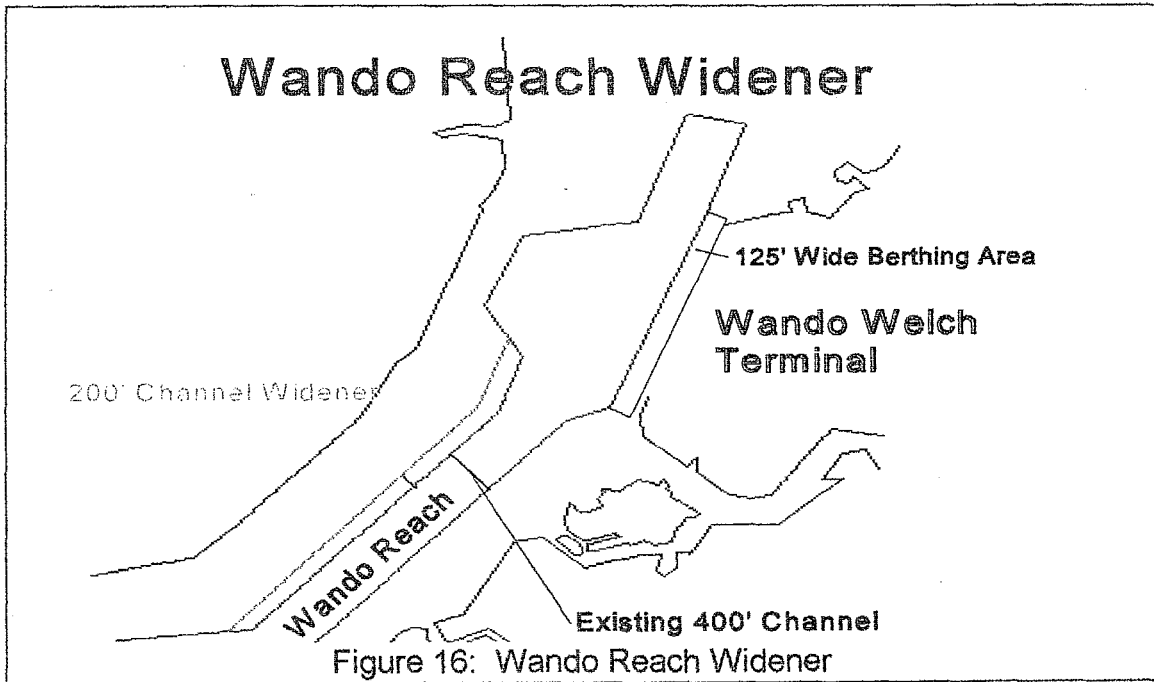 Wando Reach Widener
125' Wide Berthing Area
Wando Welch
Terminal
200' Channel Widener
Wando Reach
Existing 400' Channel
Figure 16: Wando Reach Widener